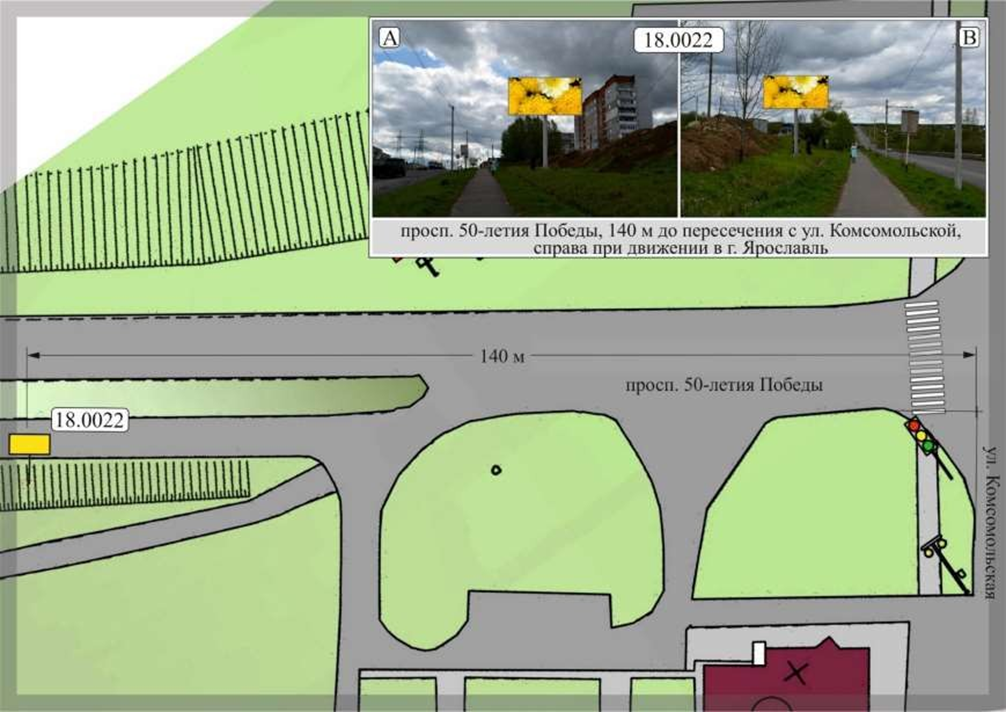 A
18.0022
B
просп. 50-летия Победы, 140 м до пересечения с ул. Комсомольской,
справа при движении в г. Ярославль
140 м
просп. 50-летия Победы
18.0022
ул. Комсомольская